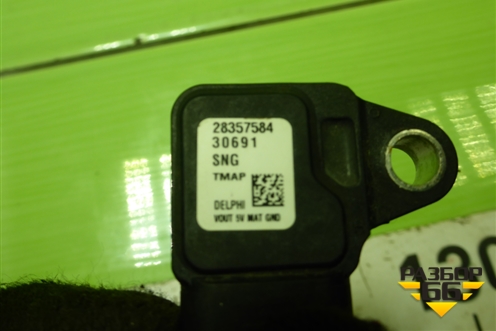 28357584
30691
SNG
TMAP
DELPHI
VOUT 5V MAT GND
РАЗБОР
66